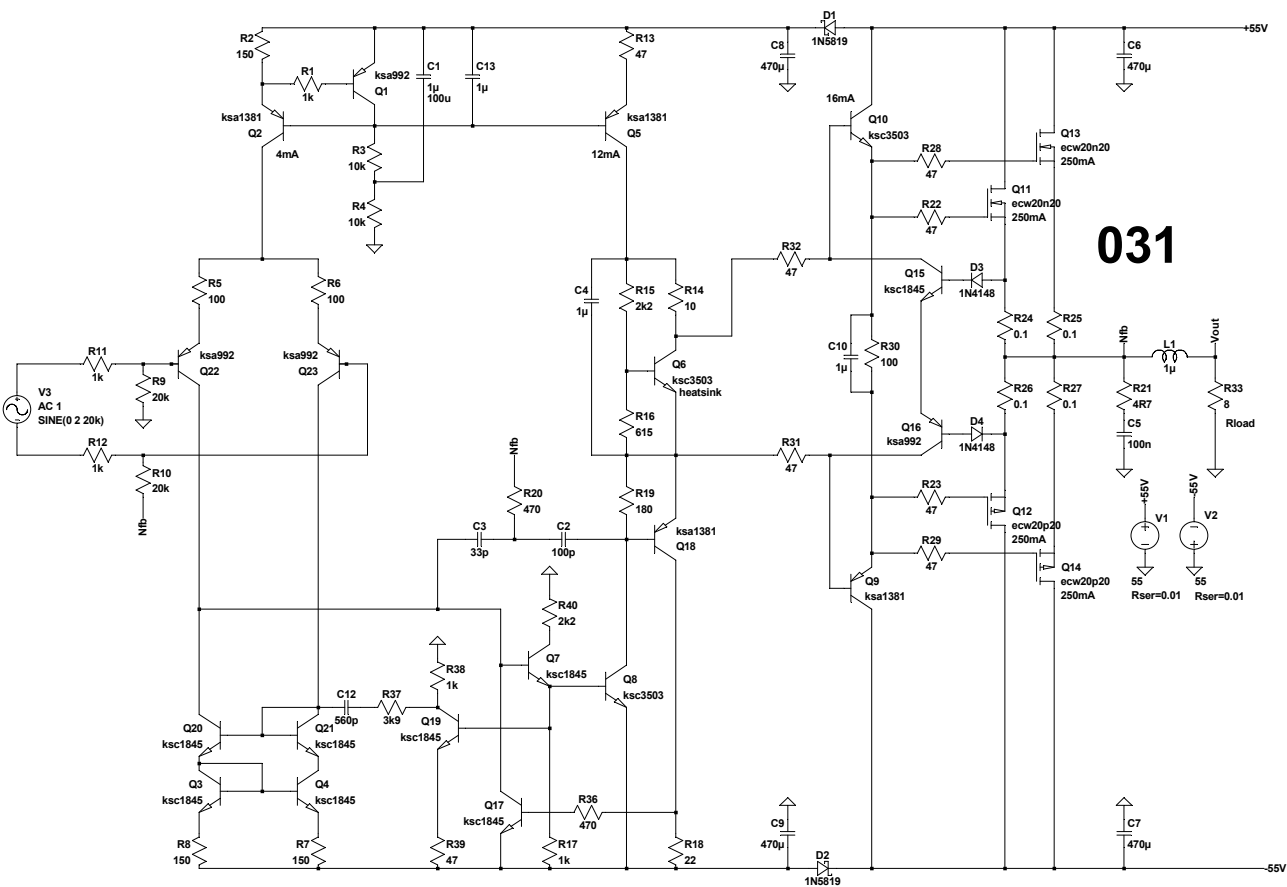 R2
150
R1
1k
ksa992
Q1
C1
1µ
100u
C13
1µ
R13
47
C8
470µ
D1
1N5819
C6
470µ
+55V
ksa1381
Q2
4mA
R3
10k
R4
10k
ksa1381
Q5
12mA
16mA
Q10
ksc3503
R28
47
Q13
ecw20n20
250mA
Q11
ecw20n20
250mA
R22
47
031
R5
100
R6
100
C4
1µ
R15
2k2
R14
10
R32
47
Q15
ksc1845
D3
1N4148
R24
0.1
R25
0.1
Nfb
Vout
L1
1µ
C10
1µ
R30
100
V3
AC 1
SINE(0 2 20k)
R11
1k
R9
20k
ksa992
Q22
ksa992
Q23
R12
1k
R10
20k
Nfb
Q6
ksc3503
heatsink
R16
615
R31
47
Q16
ksa992
D4
1N4148
R26
0.1
R27
0.1
R21
4R7
C5
100n
R33
8
Rload
Nfb
R20
470
R19
180
C3
33p
C2
100p
ksa1381
Q18
R23
47
Q12
ecw20p20
250mA
R29
47
Q14
ecw20p20
250mA
Q9
ksa1381
+55V
V1
55
Rser=0.01
-55V
V2
55
Rser=0.01
R40
2k2
Q7
ksc1845
Q8
ksc3503
R38
1k
C12
560p
R37
3k9
Q19
ksc1845
Q20
ksc1845
Q21
ksc1845
Q3
ksc1845
Q4
ksc1845
R8
150
R7
150
R39
47
Q17
ksc1845
R36
470
R17
1k
R18
22
C9
470µ
D2
1N5819
C7
470µ
-55V